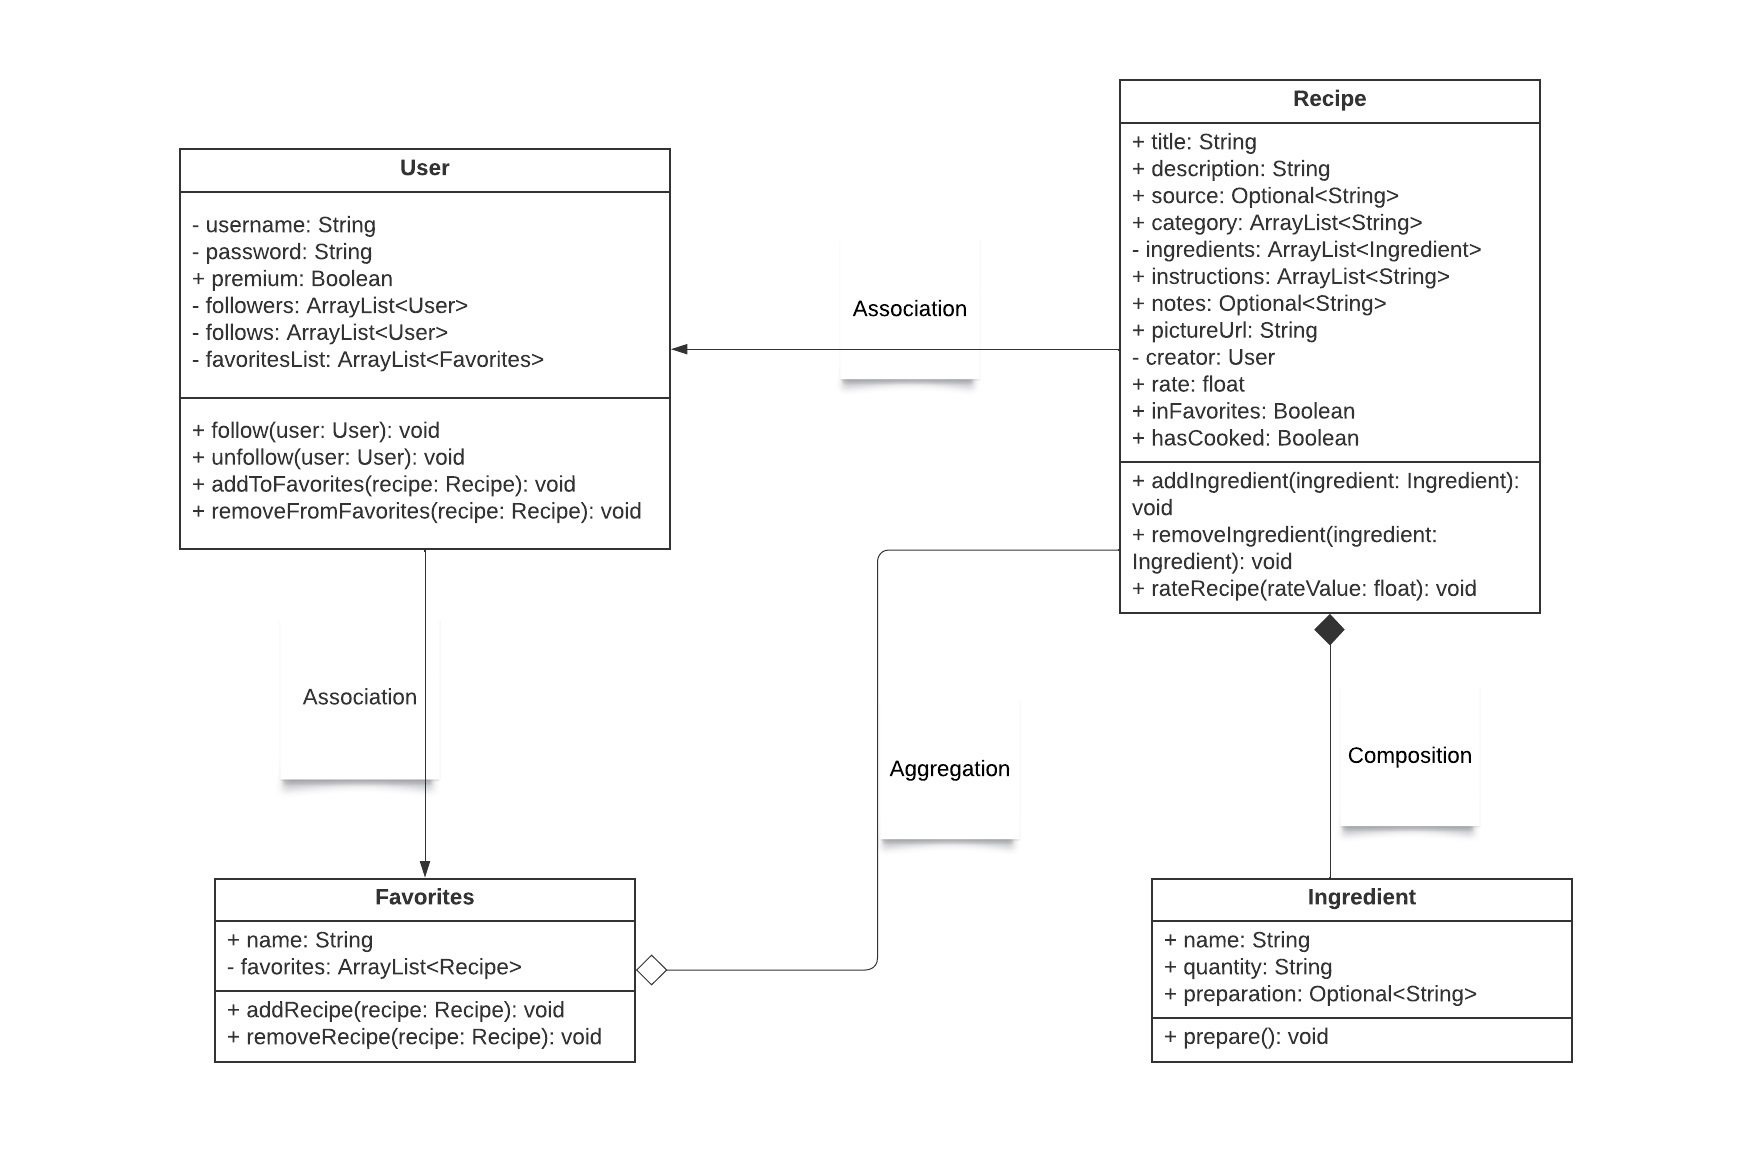 User
- username: String
- password: String
+ premium: Boolean
- followers: ArrayList<User>
- follows: ArrayList<User>
- favoritesList: ArrayList<Favorites>
+ follow(user: User): void
+ unfollow(user: User): void
+ addToFavorites(recipe: Recipe): void
+ removeFromFavorites(recipe: Recipe): void
Association
Recipe
+ title: String
+ description: String
+ source: Optional<String>
+ category: ArrayList<String>
- ingredients: ArrayList<Ingredient>
+ instructions: ArrayList<String>
+ notes: Optional<String>
+ pictureUrl: String
- creator: User
+ rate: float
+ inFavorites: Boolean
+ hasCooked: Boolean
+ addIngredient(ingredient: Ingredient):
void
+ removeIngredient(ingredient:
Ingredient): void
+ rateRecipe(rateValue: float): void
Association
Aggregation
Composition
Favorites
+ name: String
- favorites: ArrayList<Recipe>
+ addRecipe(recipe: Recipe): void
+ removeRecipe(recipe: Recipe): void
Ingredient
+ name: String
+ quantity: String
+ preparation: Optional<String>
+ prepare(): void